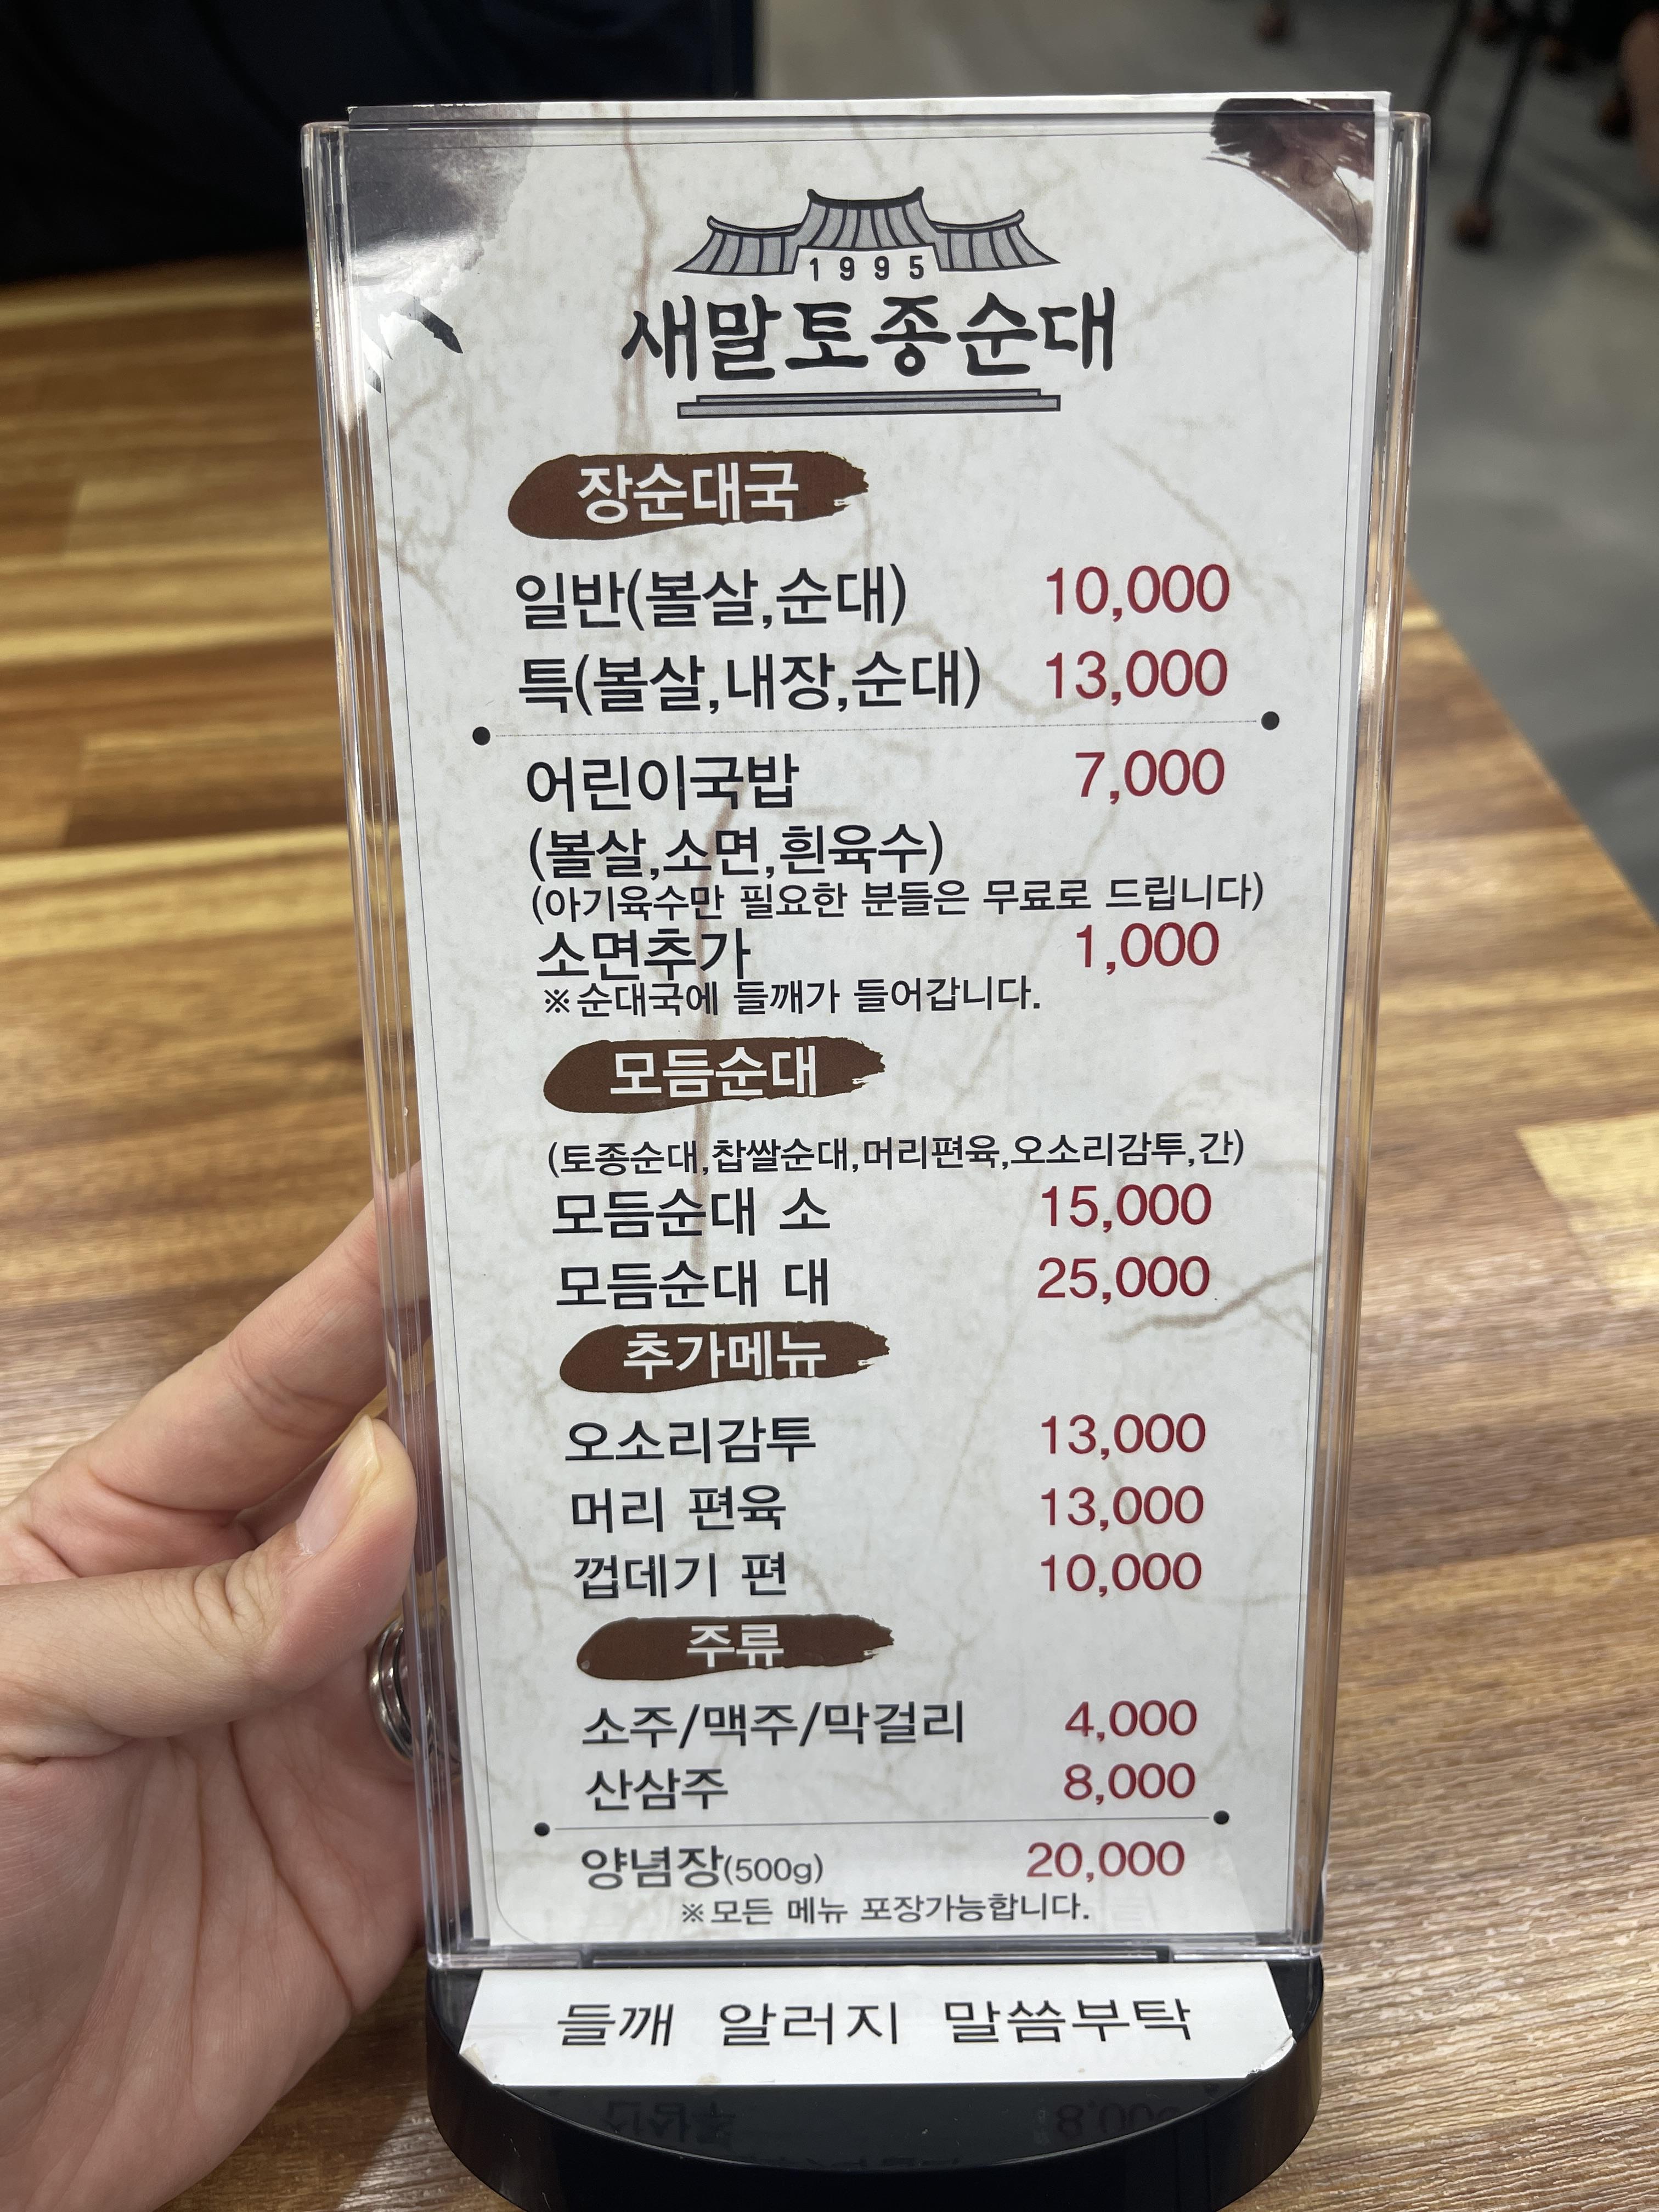 1995
새말토종순대
장순대국
일반(볼살,순대) 10,000
특(볼살,내장,순대) 13,000
어린이국밥 7,000
(볼살,소면,흰육수)
(아기육수만 필요한 분들은 무료로 드립니다)
소면추가 1,000
※순대국에 들깨가 들어갑니다.
모듬순대
(토종순대,찹쌀순대,머리편육,오소리감투,간)
모듬순대 소 15,000
모듬순대 대 25,000
추가메뉴
오소리감투 13,000
머리 편육 13,000
껍데기 편 10,000
주류
소주/맥주/막걸리 4,000
산삼주 8,000
양념장(500g) 20,000
※모든 메뉴 포장가능합니다.
들깨 알러지 말씀부탁